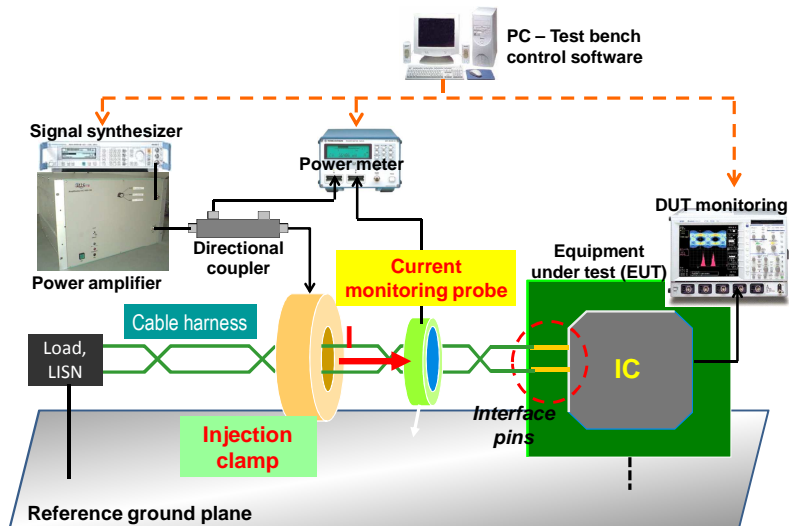 PC – Test bench
control software
Signal synthesizer
Power meter
DUT monitoring
Directional
coupler
Power amplifier
Equipment
under test (EUT)
Current
monitoring probe
Cable harness
Load,
LISN
I
IC
Interface
pins
Injection
clamp
Reference ground plane